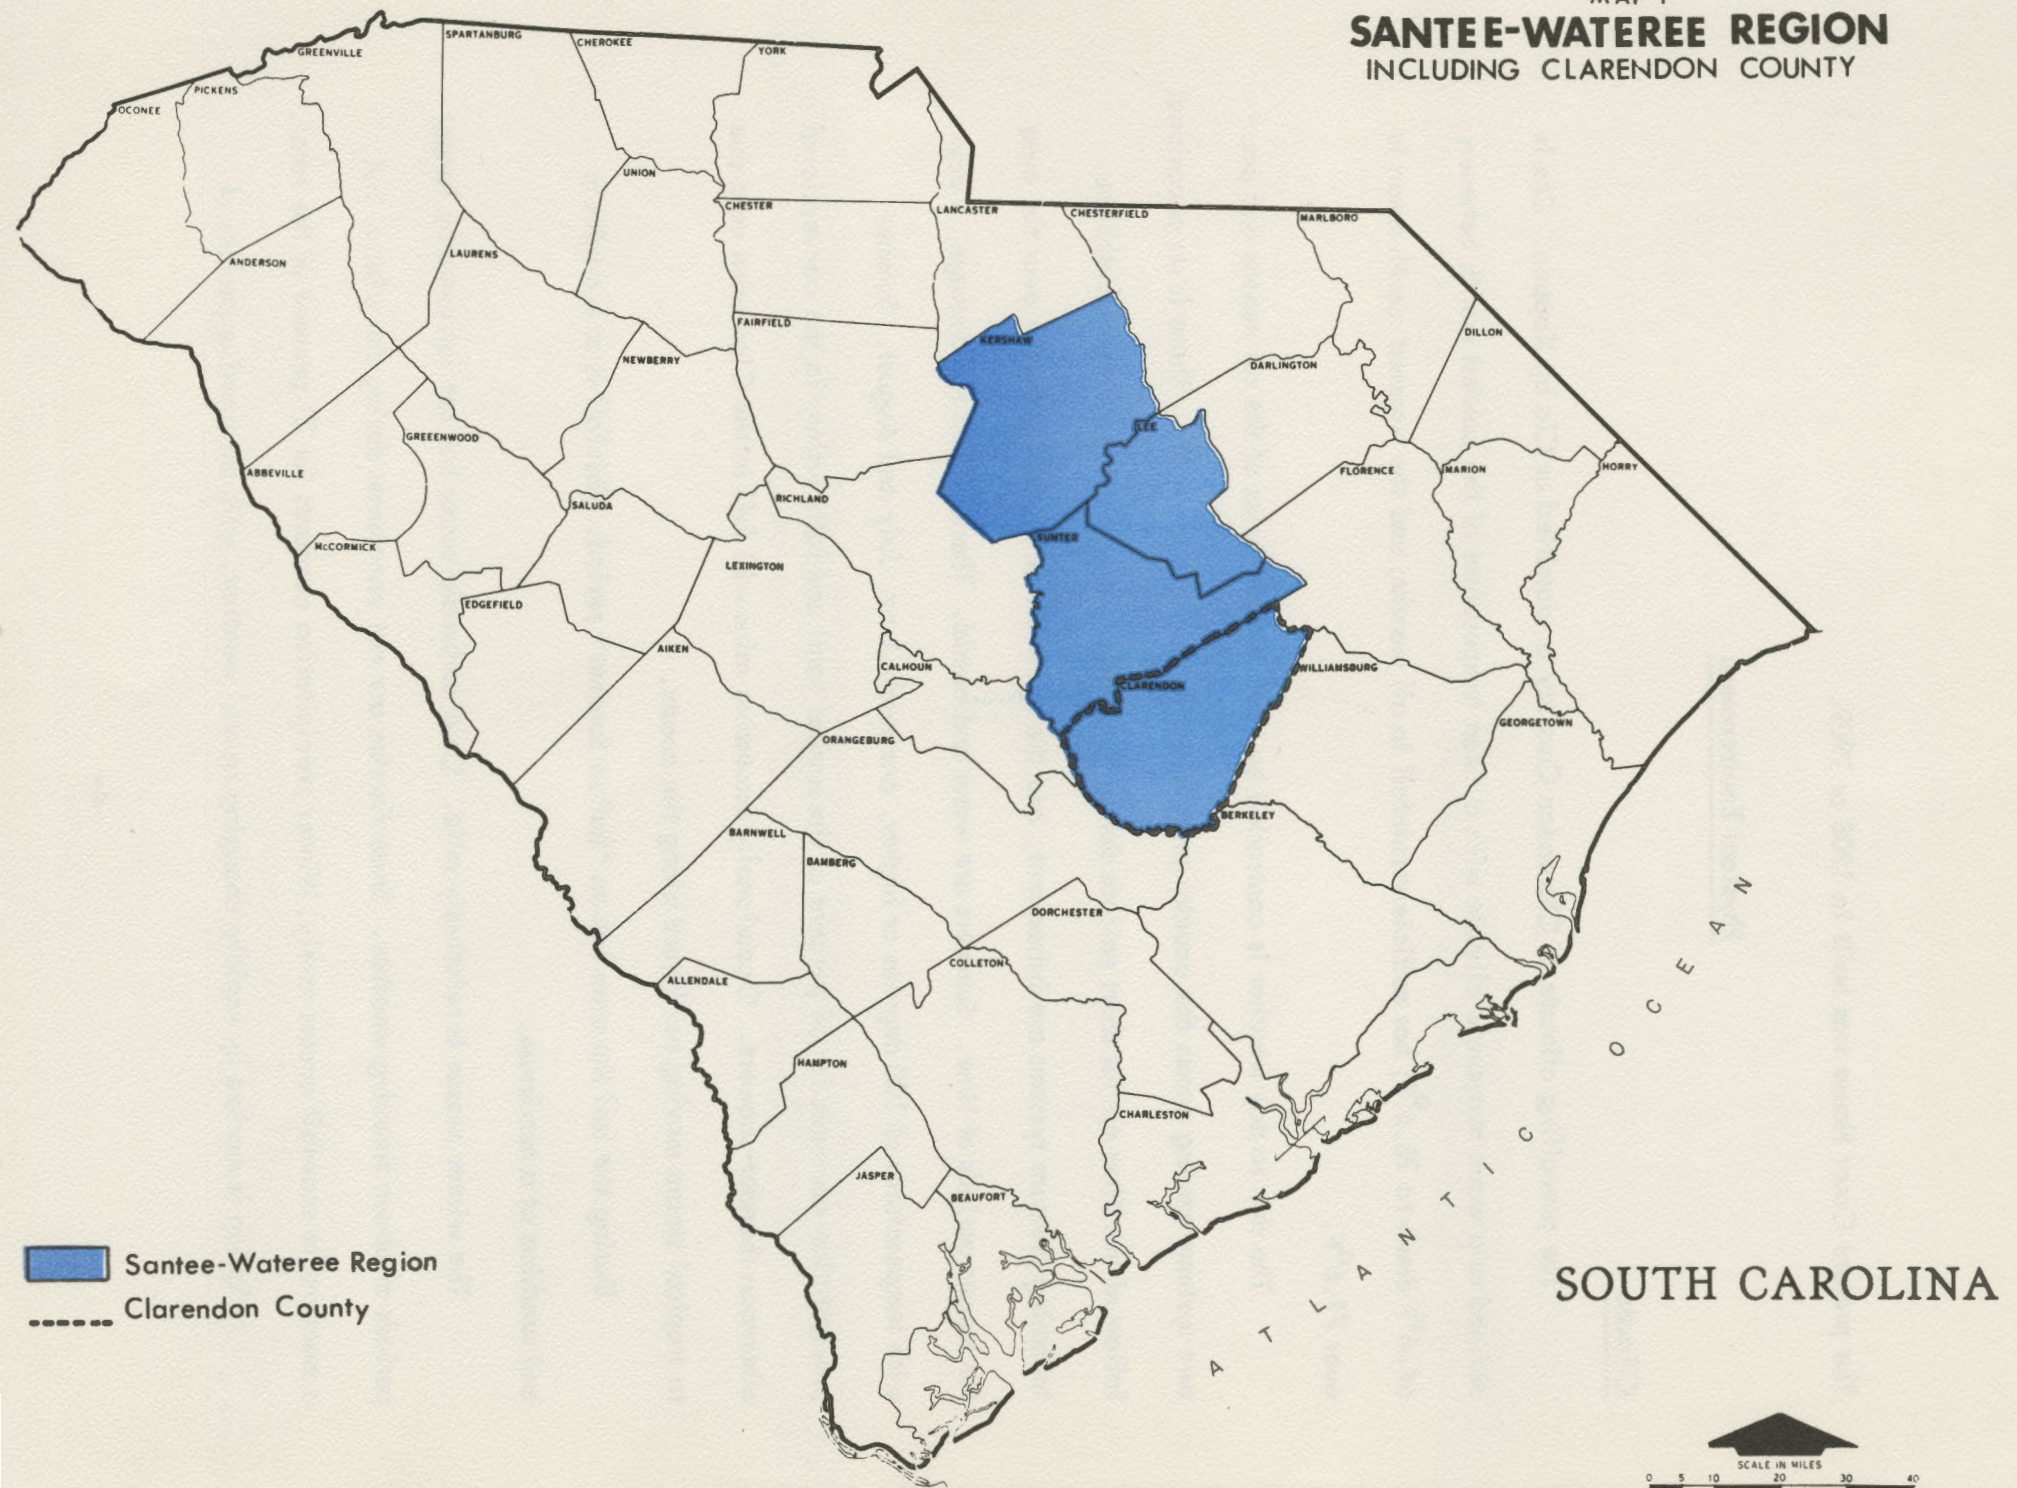 MAP 1
SANTEE-WATEREE REGION
INCLUDING CLARENDON COUNTY
SPARTANBURG
CHEROKEE
YORK
GREENVILLE
PICKENS
OCONEE
UNION
CHESTER
LANCASTER
CHESTERFIELD
MARLBORO
LAURENS
ANDERSON
FAIRFIELD
DILLON
KERSHAW
NEWBERRY
DARLINGTON
LEE
GREEENWOOD
ABBEVILLE
FLORENCE
MARION
HORRY
RICHLAND
SALUDA
SUMTER
McCORMICK
LEXINGTON
EDGEFIELD
AIKEN
CALHOUN
WILLIAMSBURG
CLARENDON
GEORGETOWN
ORANGEBURG
BERKELEY
BARNWELL
BAMBERG
DORCHESTER
COLLETON
ALLENDALE
HAMPTON
CHARLESTON
JASPER
BEAUFORT
ATLANTIC OCEAN
Santee-Wateree Region
Clarendon County
SOUTH CAROLINA
SCALE IN MILES
0 5 10 20 30 40